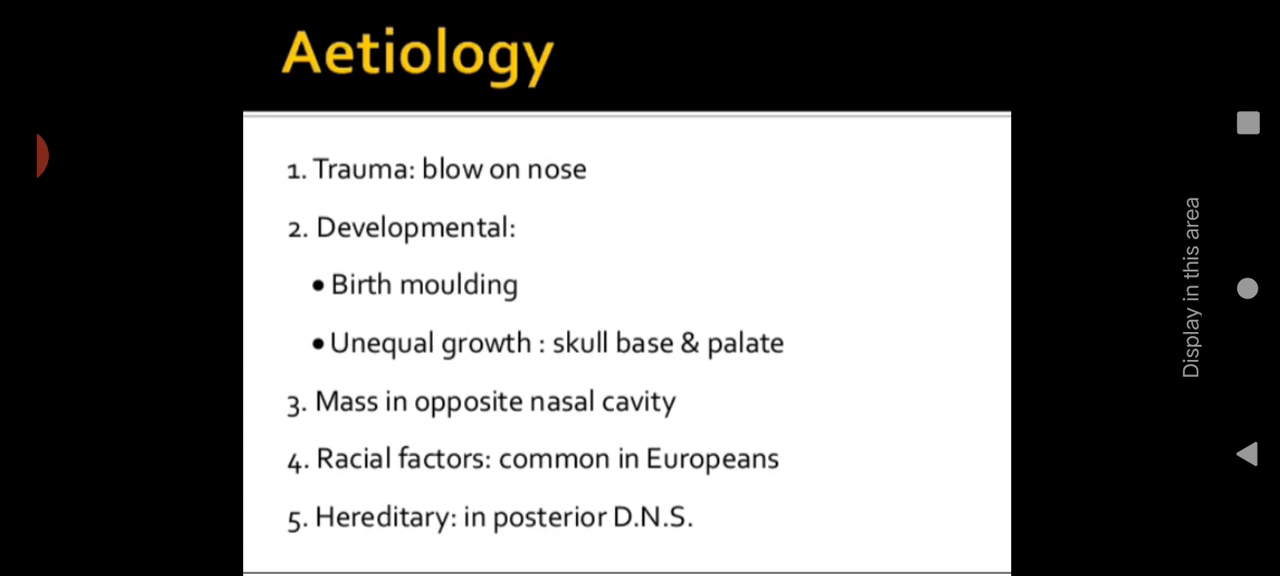 Aetiology
1. Trauma: blow on nose
2. Developmental:
• Birth moulding
• Unequal growth : skull base & palate
3. Mass in opposite nasal cavity
4. Racial factors: common in Europeans
5. Hereditary: in posterior D.N.S.
Display in this area